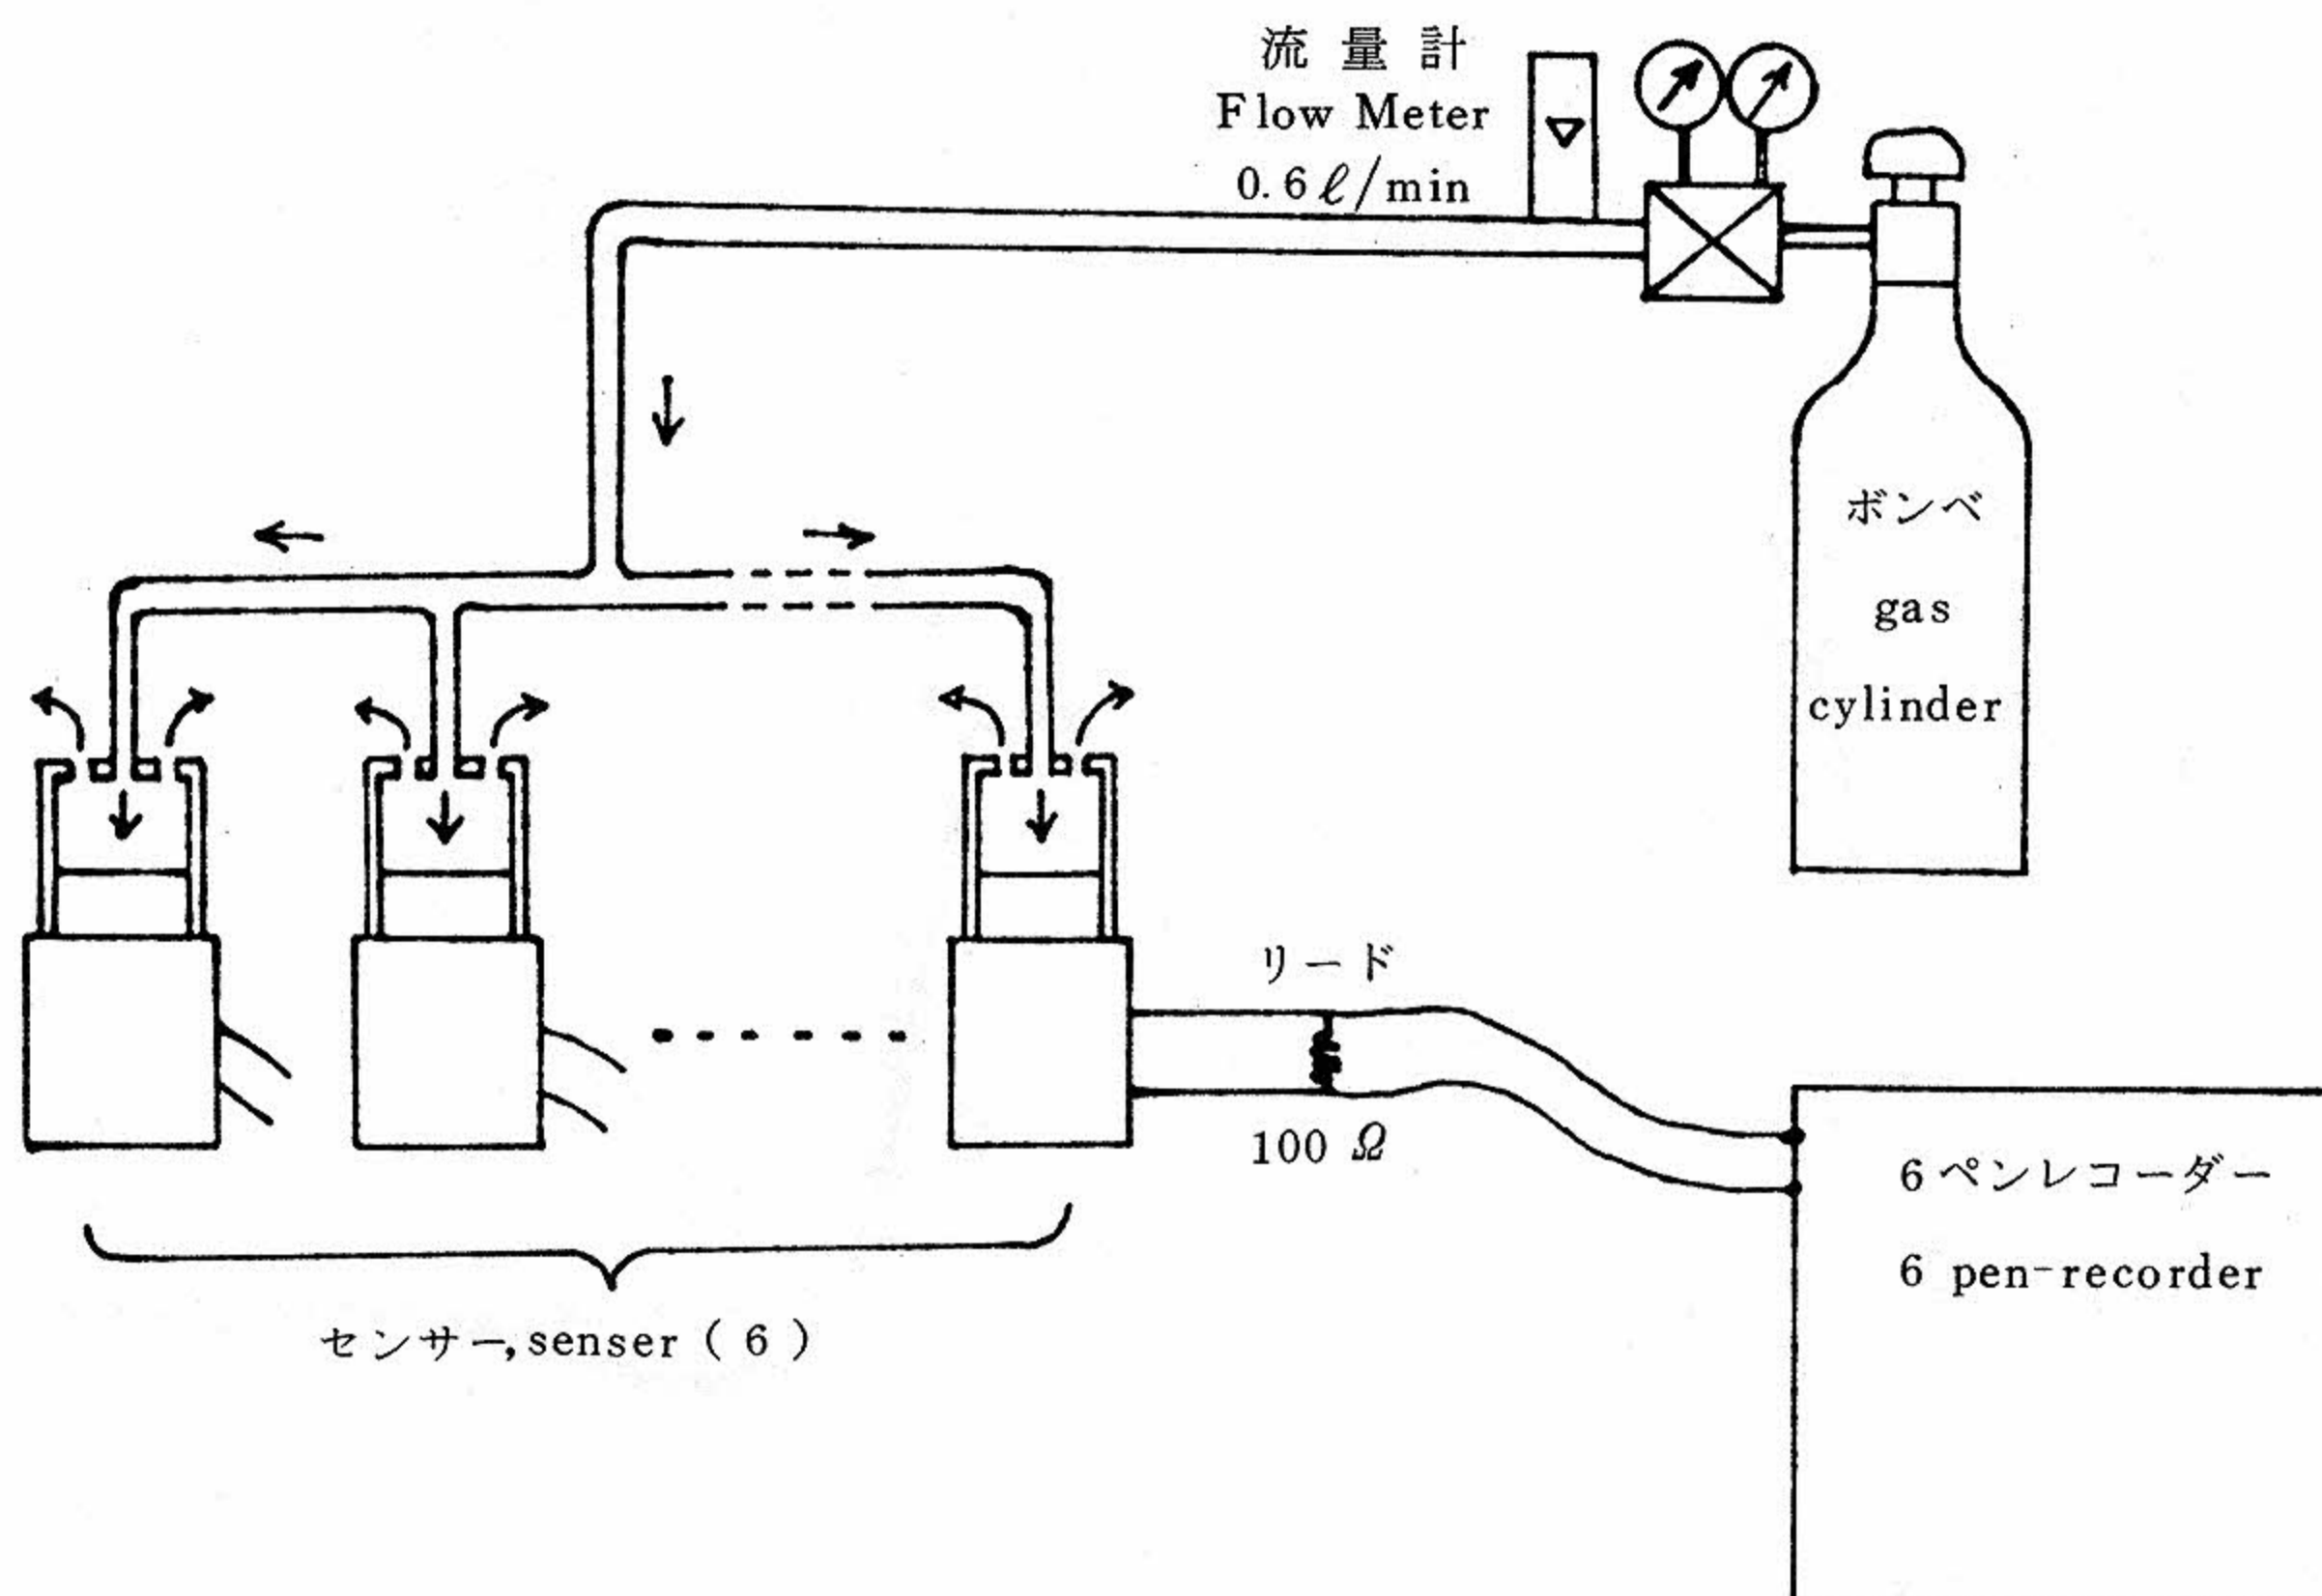 流量計
Flow Meter
0.6ℓ/min
ボンベ
gas
cylinder
リード
100 Ω
6ペンレコーダー
6 pen-recorder
センサー,senser(6)